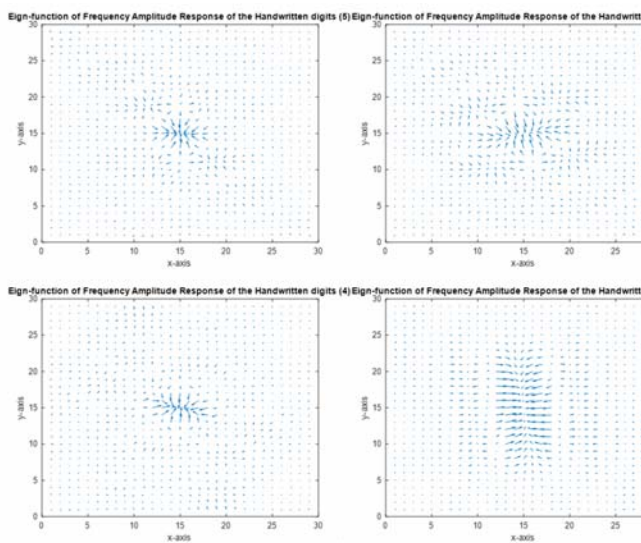 Eign-function of Frequency Amplitude Response of the Handwritten digits (5)
Eign-function of Frequency Amplitude Response of the Handwritt
30
25
20
15
10
5
0
y-axis
0 5 10 15 20 25 30
x-axis
30
25
20
15
10
5
0
y-axis
0 5 10 15 20 25
x-axis
Eign-function of Frequency Amplitude Response of the Handwritten digits (4)
Eign-function of Frequency Amplitude Response of the Handwritt
30
25
20
15
10
5
0
y-axis
0 5 10 15 20 25 30
x-axis
30
25
20
15
10
5
0
y-axis
0 5 10 15 20 25
x-axis